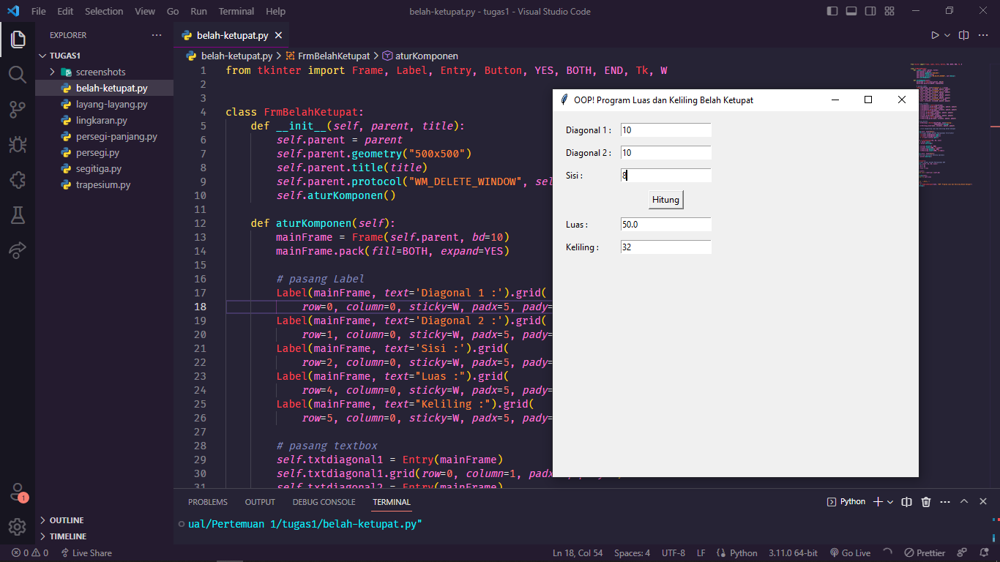 File Edit Selection View Go Run Terminal Help
belah-ketupat.py - tugas1 - Visual Studio Code
EXPLORER
TUGAS1
screenshots
belah-ketupat.py
layang-layang.py
lingkaran.py
persegi-panjang.py
persegi.py
segitiga.py
trapesium.py
OUTLINE
TIMELINE
belah-ketupat.py
belah-ketupat.py > FrmBelahKetupat > aturKomponen
1 from tkinter import Frame, Label, Entry, Button, YES, BOTH, END, Tk, W
2
3
4 class FrmBelahKetupat:
5 def __init__(self, parent, title):
6 self.parent = parent
7 self.parent.geometry("500x500")
8 self.parent.title(title)
9 self.parent.protocol("WM_DELETE_WINDOW", sel
10 self.aturKomponen()
11
12 def aturKomponen(self):
13 mainFrame = Frame(self.parent, bd=10)
14 mainFrame.pack(fill=BOTH, expand=YES)
15
16 # pasang Label
17 Label(mainFrame, text='Diagonal 1 :').grid(
18 row=0, column=0, sticky=W, padx=5, pady=
19 Label(mainFrame, text='Diagonal 2 :').grid(
20 row=1, column=0, sticky=W, padx=5, pady=
21 Label(mainFrame, text='Sisi :').grid(
22 row=2, column=0, sticky=W, padx=5, pady=
23 Label(mainFrame, text="Luas :").grid(
24 row=4, column=0, sticky=W, padx=5, pady=
25 Label(mainFrame, text="Keliling :").grid(
26 row=5, column=0, sticky=W, padx=5, pady=
27
28 # pasang textbox
29 self.txtdiagonal1 = Entry(mainFrame)
30 self.txtdiagonal1.grid(row=0, column=1, padx
31 self.txtdiagonal2 = Entry(mainFrame)
OOP! Program Luas dan Keliling Belah Ketupat
Diagonal 1 : 10
Diagonal 2 : 10
Sisi : 8
Hitung
Luas : 50.0
Keliling : 32
PROBLEMS OUTPUT DEBUG CONSOLE TERMINAL
Python
ual/Pertemuan 1/tugas1/belah-ketupat.py"
1
0 0 Live Share
Ln 18, Col 54 Spaces: 4 UTF-8 LF Python 3.11.0 64-bit Go Live Prettier